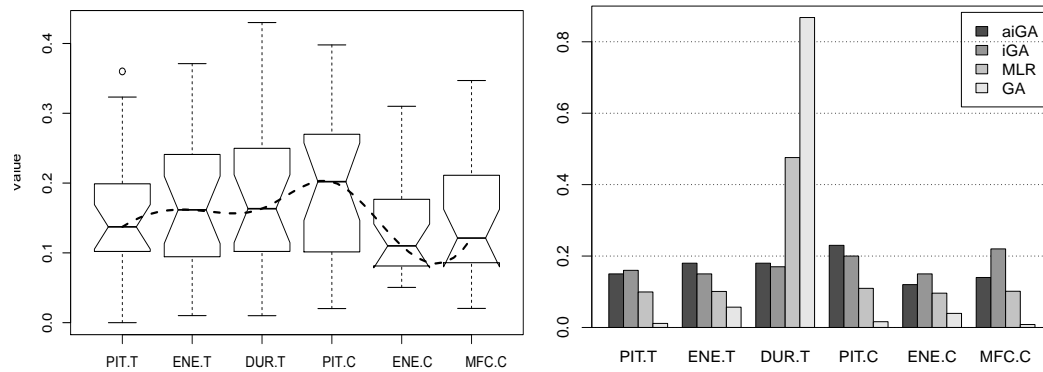 Value
0.0
0.1
0.2
0.3
0.4
PIT.T ENE.T DUR.T PIT.C ENE.C MFC.C
0.0
0.2
0.4
0.6
0.8
aiGA
iGA
MLR
GA
PIT.T ENE.T DUR.T PIT.C ENE.C MFC.C